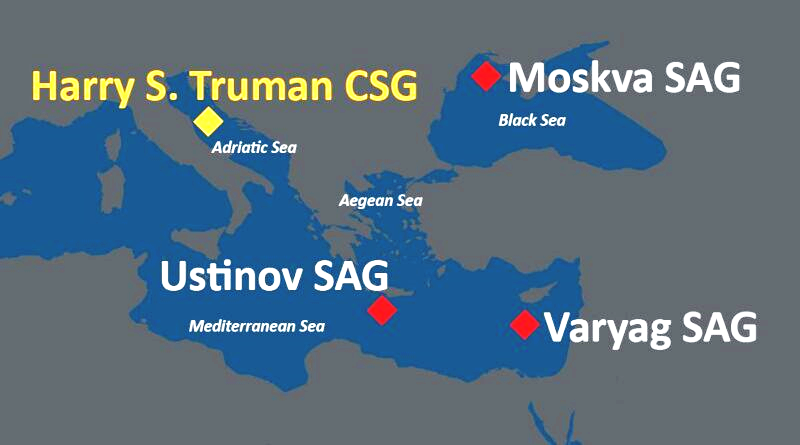 Moskva SAG
Harry S. Truman CSG
Black Sea
Adriatic Sea
Aegean Sea
Ustinov SAG
Varyag SAG
Mediterranean Sea